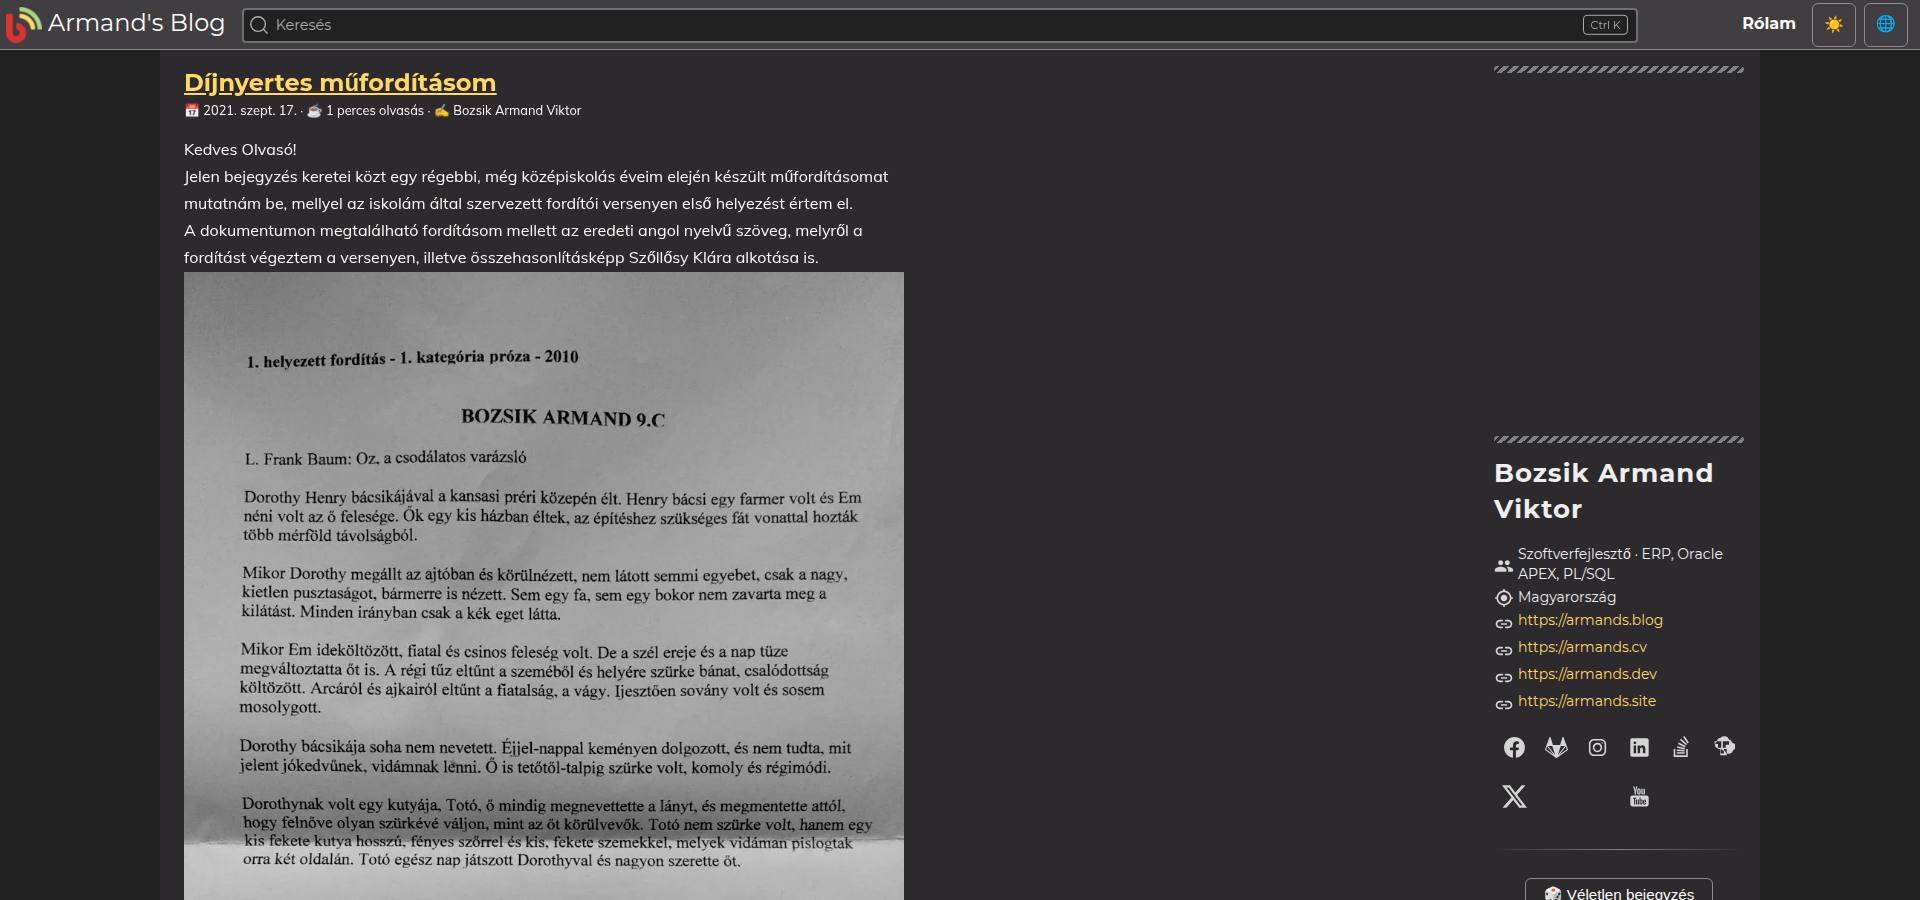 Armand's Blog
Keresés
Ctrl K
Rólam
Díjnyertes műfordításom
2021. szept. 17. · 1 perces olvasás · Bozsik Armand Viktor
Kedves Olvasó!
Jelen bejegyzés keretei közt egy régebbi, még középiskolás éveim elején készült műfordításomat
mutatnám be, mellyel az iskolám által szervezett fordítói versenyen első helyezést értem el.
A dokumentumon megtalálható fordításom mellett az eredeti angol nyelvű szöveg, melyről a
fordítást végeztem a versenyen, illetve összehasonlításképp Szőllősy Klára alkotása is.
1. helyezett fordítás - 1. kategória próza - 2010
BOZSIK ARMAND 9.C
L. Frank Baum: Oz, a csodálatos varázsló
Dorothy Henry bácsikájával a kansasi préri közepén élt. Henry bácsi egy farmer volt és Em
néni volt az ő felesége. Ők egy kis házban éltek, az építéshez szükséges fát vonattal hozták
több mérföld távolságból.
Mikor Dorothy megállt az ajtóban és körülnézett, nem látott semmi egyebet, csak a nagy,
kietlen pusztaságot, bármerre is nézett. Sem egy fa, sem egy bokor nem zavarta meg a
kilátást. Minden irányban csak a kék eget látta.
Mikor Em ideköltözött, fiatal és csinos feleség volt. De a szél ereje és a nap tüze
megváltoztatta őt is. A régi tűz eltűnt a szeméből és helyére szürke bánat, csalódottság
költözött. Arcáról és ajkairól eltűnt a fiatalság, a vágy. Ijesztően sovány volt és sosem
mosolygott.
Dorothy bácsikája soha nem nevetett. Éjjel-nappal keményen dolgozott, és nem tudta, mit
jelent jókedvűnek, vidámnak lenni. Ő is tetőtől-talpig szürke volt, komoly és régimódi.
Dorothynak volt egy kutyája, Totó, ő mindig megnevettette a lányt, és megmentette attól,
hogy felnőve olyan szürkévé váljon, mint az őt körülvevők. Totó nem szürke volt, hanem egy
kis fekete kutya hosszú, fényes szőrrel és kis, fekete szemekkel, melyek vidáman pislogtak
orra két oldalán. Totó egész nap játszott Dorothyval és nagyon szerette őt.
Bozsik Armand
Viktor
Szoftverfejlesztő · ERP, Oracle
APEX, PL/SQL
Magyarország
https://armands.blog
https://armands.cv
https://armands.dev
https://armands.site
You
Tube
Véletlen bejegyzés